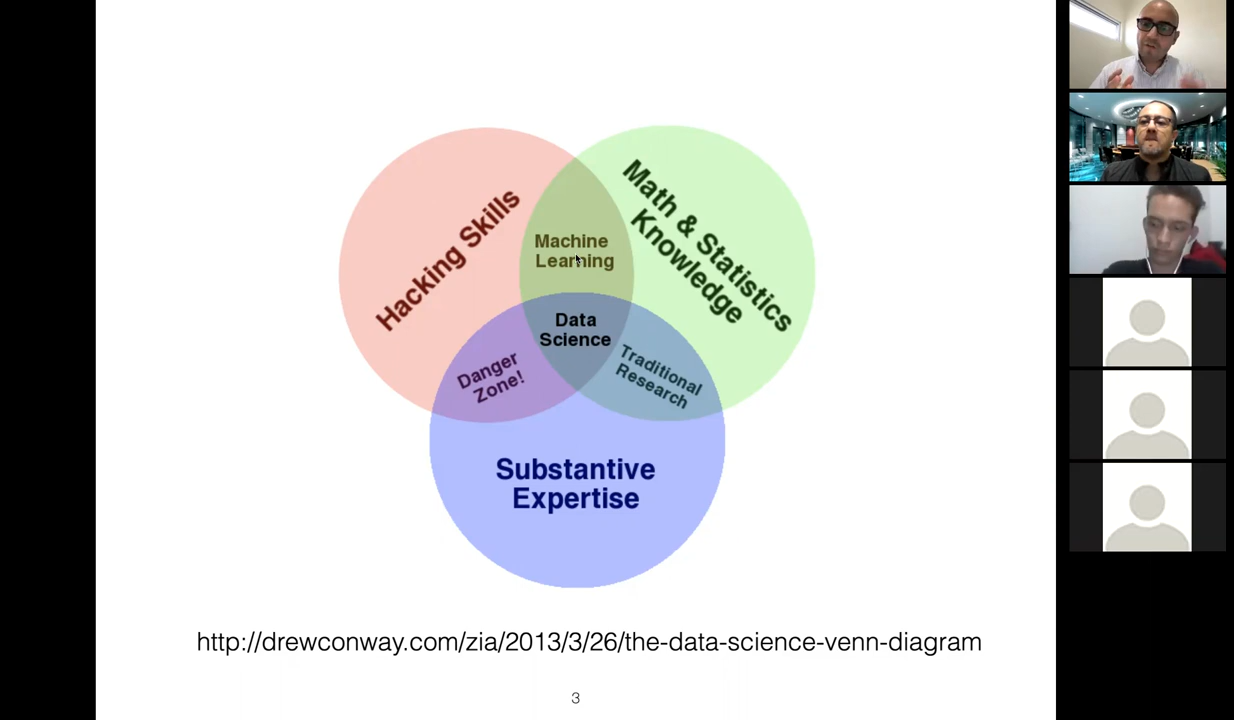 Hacking Skills
Math & Statistics
Knowledge
Machine
Learning
Data
Science
Danger
Zone!
Traditional
Research
Substantive
Expertise
http://drewconway.com/zia/2013/3/26/the-data-science-venn-diagram
3